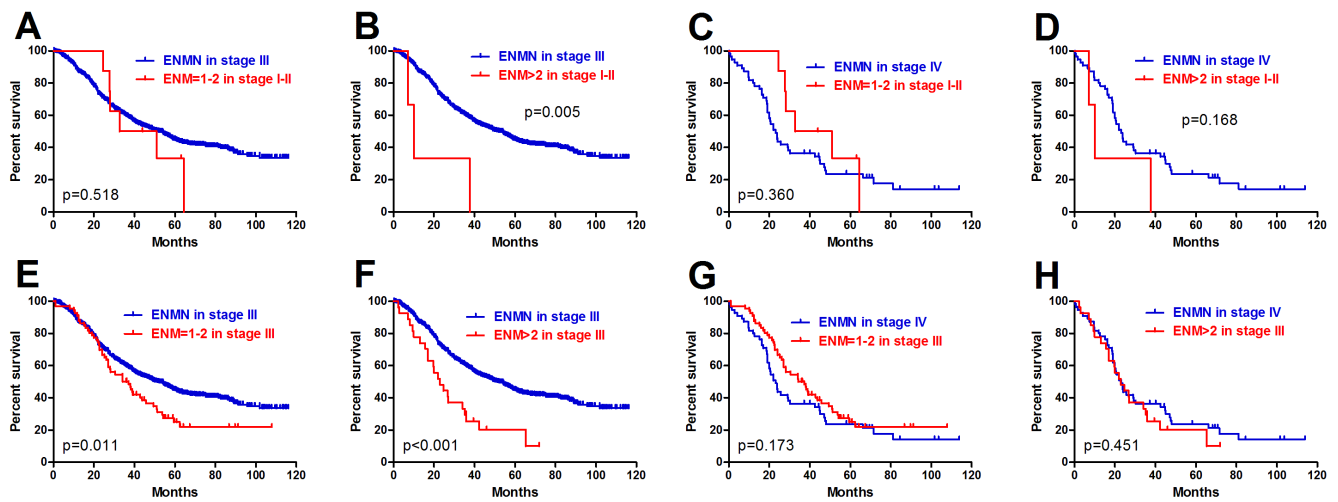 A
Percent survival
100
80
60
40
20
0
ENMN in stage III
ENM=1-2 in stage I-II
p=0.518
0 20 40 60 80 100 120
Months
B
Percent survival
100
80
60
40
20
0
ENMN in stage III
ENM>2 in stage I-II
p=0.005
0 20 40 60 80 100 120
Months
C
Percent survival
100
80
60
40
20
0
ENMN in stage IV
ENM=1-2 in stage I-II
p=0.360
0 20 40 60 80 100 120
Months
D
Percent survival
100
80
60
40
20
0
ENMN in stage IV
ENM>2 in stage I-II
p=0.168
0 20 40 60 80 100 120
Months
E
Percent survival
100
80
60
40
20
0
ENMN in stage III
ENM=1-2 in stage III
p=0.011
0 20 40 60 80 100 120
Months
F
Percent survival
100
80
60
40
20
0
ENMN in stage III
ENM>2 in stage III
p<0.001
0 20 40 60 80 100 120
Months
G
Percent survival
100
80
60
40
20
0
ENMN in stage IV
ENM=1-2 in stage III
p=0.173
0 20 40 60 80 100 120
Months
H
Percent survival
100
80
60
40
20
0
ENMN in stage IV
ENM>2 in stage III
p=0.451
0 20 40 60 80 100 120
Months